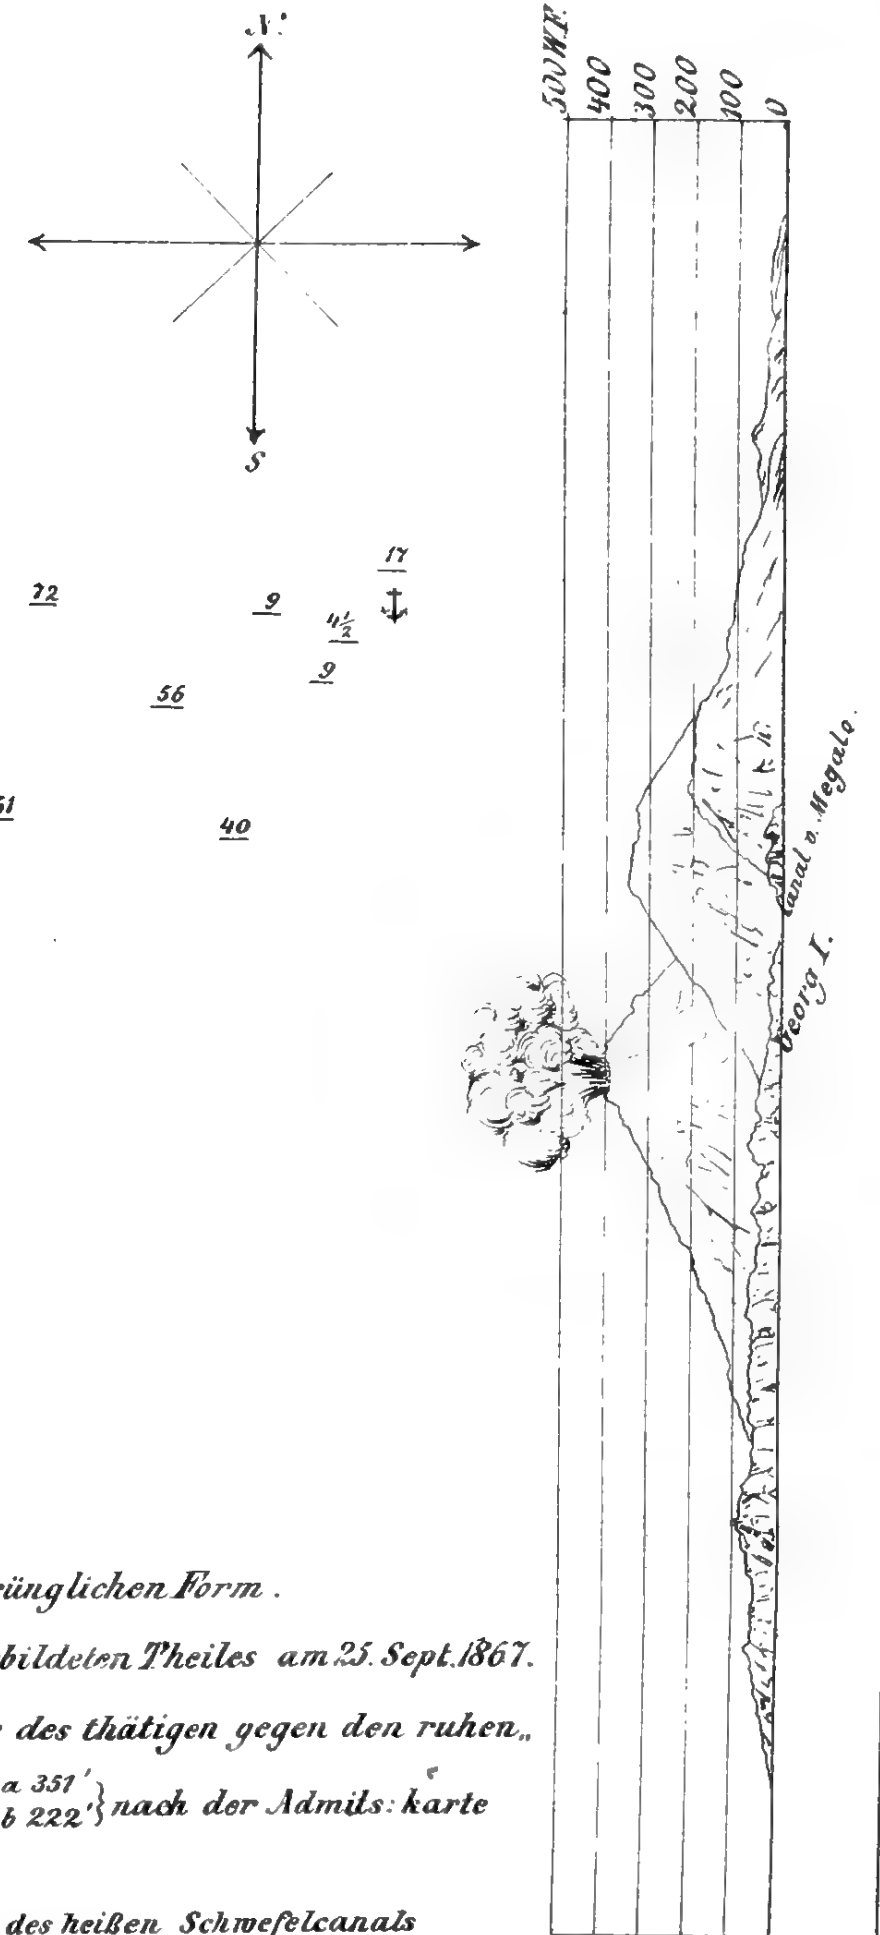 N.
500 W.F.
400
300
200
100
0
S
17
72
9
4½
9
56
51
40
Canal v. Megalo.
Georg I.
rünglichen Form .
bildeten Theiles am 25. Sept. 1867.
des thätigen gegen den ruhen„
a 351'
b 222' } nach der Admits: karte
des heißen Schwefelcanals